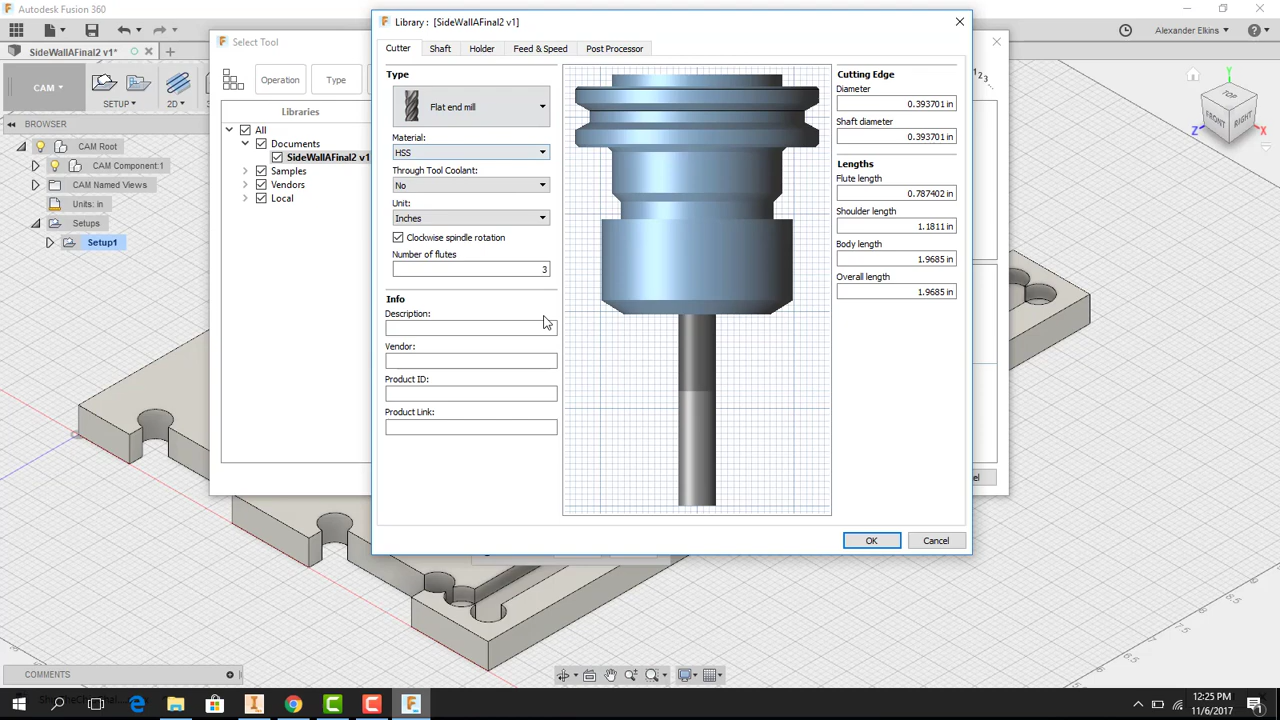 Autodesk Fusion 360
SideWallAFinal2 v1*
Alexander Elkins
CAM
SETUP
2D
BROWSER
CAM Root
CAM Component:1
CAM Named Views
Units: in
Setups
Setup1
Select Tool
Operation
Type
Libraries
All
Documents
SideWallAFinal2 v1
Samples
Vendors
Local
Library : [SideWallAFinal2 v1]
Cutter
Shaft
Holder
Feed & Speed
Post Processor
Type
Flat end mill
Material:
HSS
Through Tool Coolant:
No
Unit:
Inches
Clockwise spindle rotation
Number of flutes
3
Info
Description:
Vendor:
Product ID:
Product Link:
Cutting Edge
Diameter
0.393701 in
Shaft diameter
0.393701 in
Lengths
Flute length
0.787402 in
Shoulder length
1.1811 in
Body length
1.9685 in
Overall length
1.9685 in
OK
Cancel
TOP
FRONT
RIGHT
Z
Y
COMMENTS
12:25 PM
11/6/2017